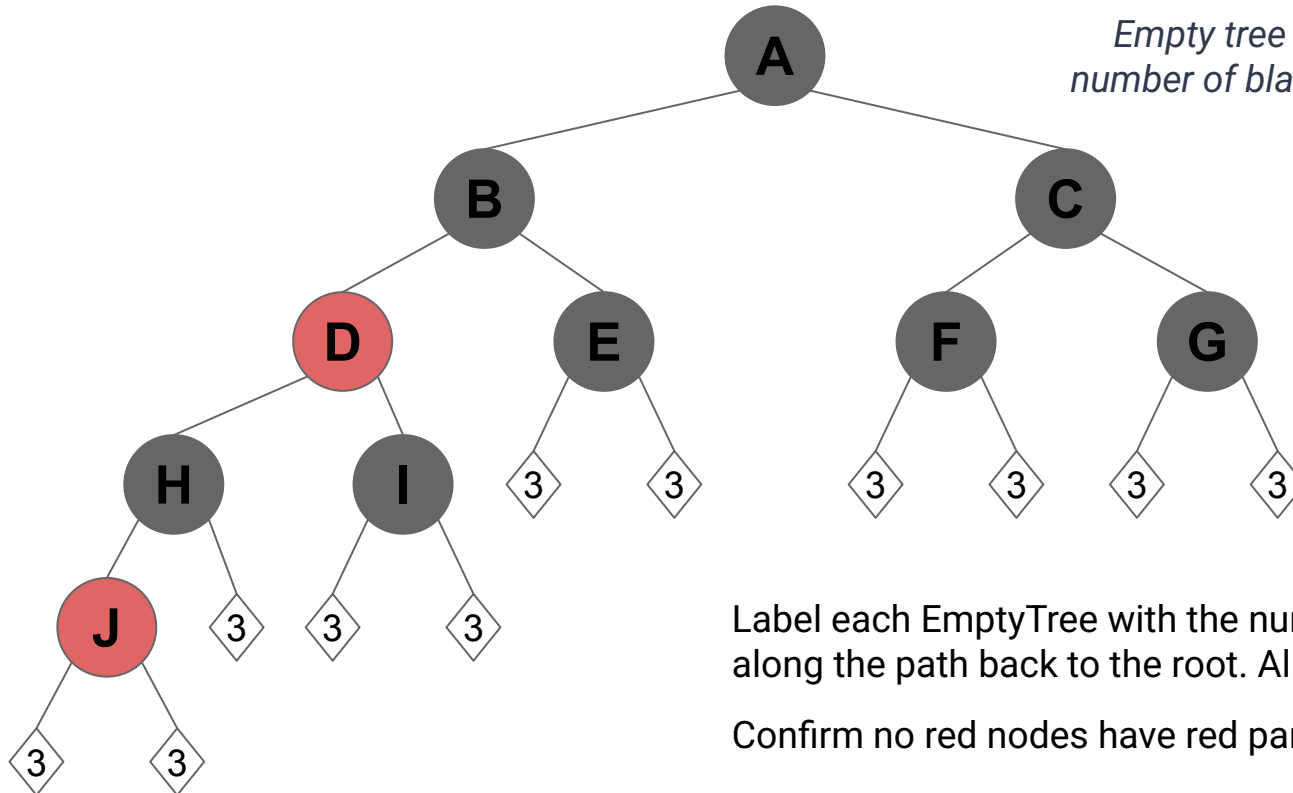 A
Empty tree
number of bla
B
C
D
E
F
G
H
I
3
3
3
3
3
3
J
3
3
3
Label each EmptyTree with the nu
along the path back to the root. Al
Confirm no red nodes have red par
3
3